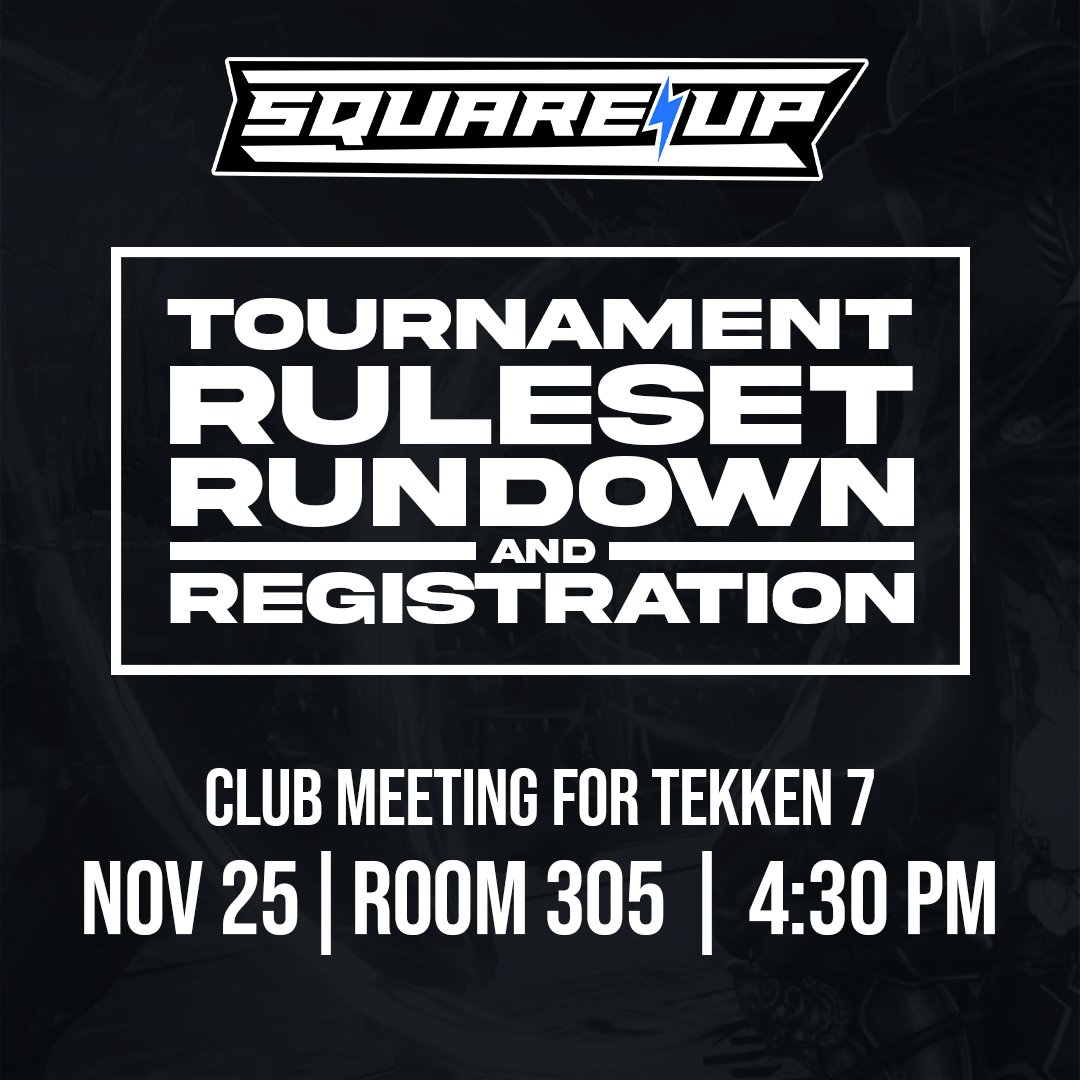 SQUARE UP
TOURNAMENT
RULESET
RUNDOWN
AND
REGISTRATION
CLUB MEETING FOR TEKKEN 7
NOV 25 | ROOM 305 | 4:30 PM